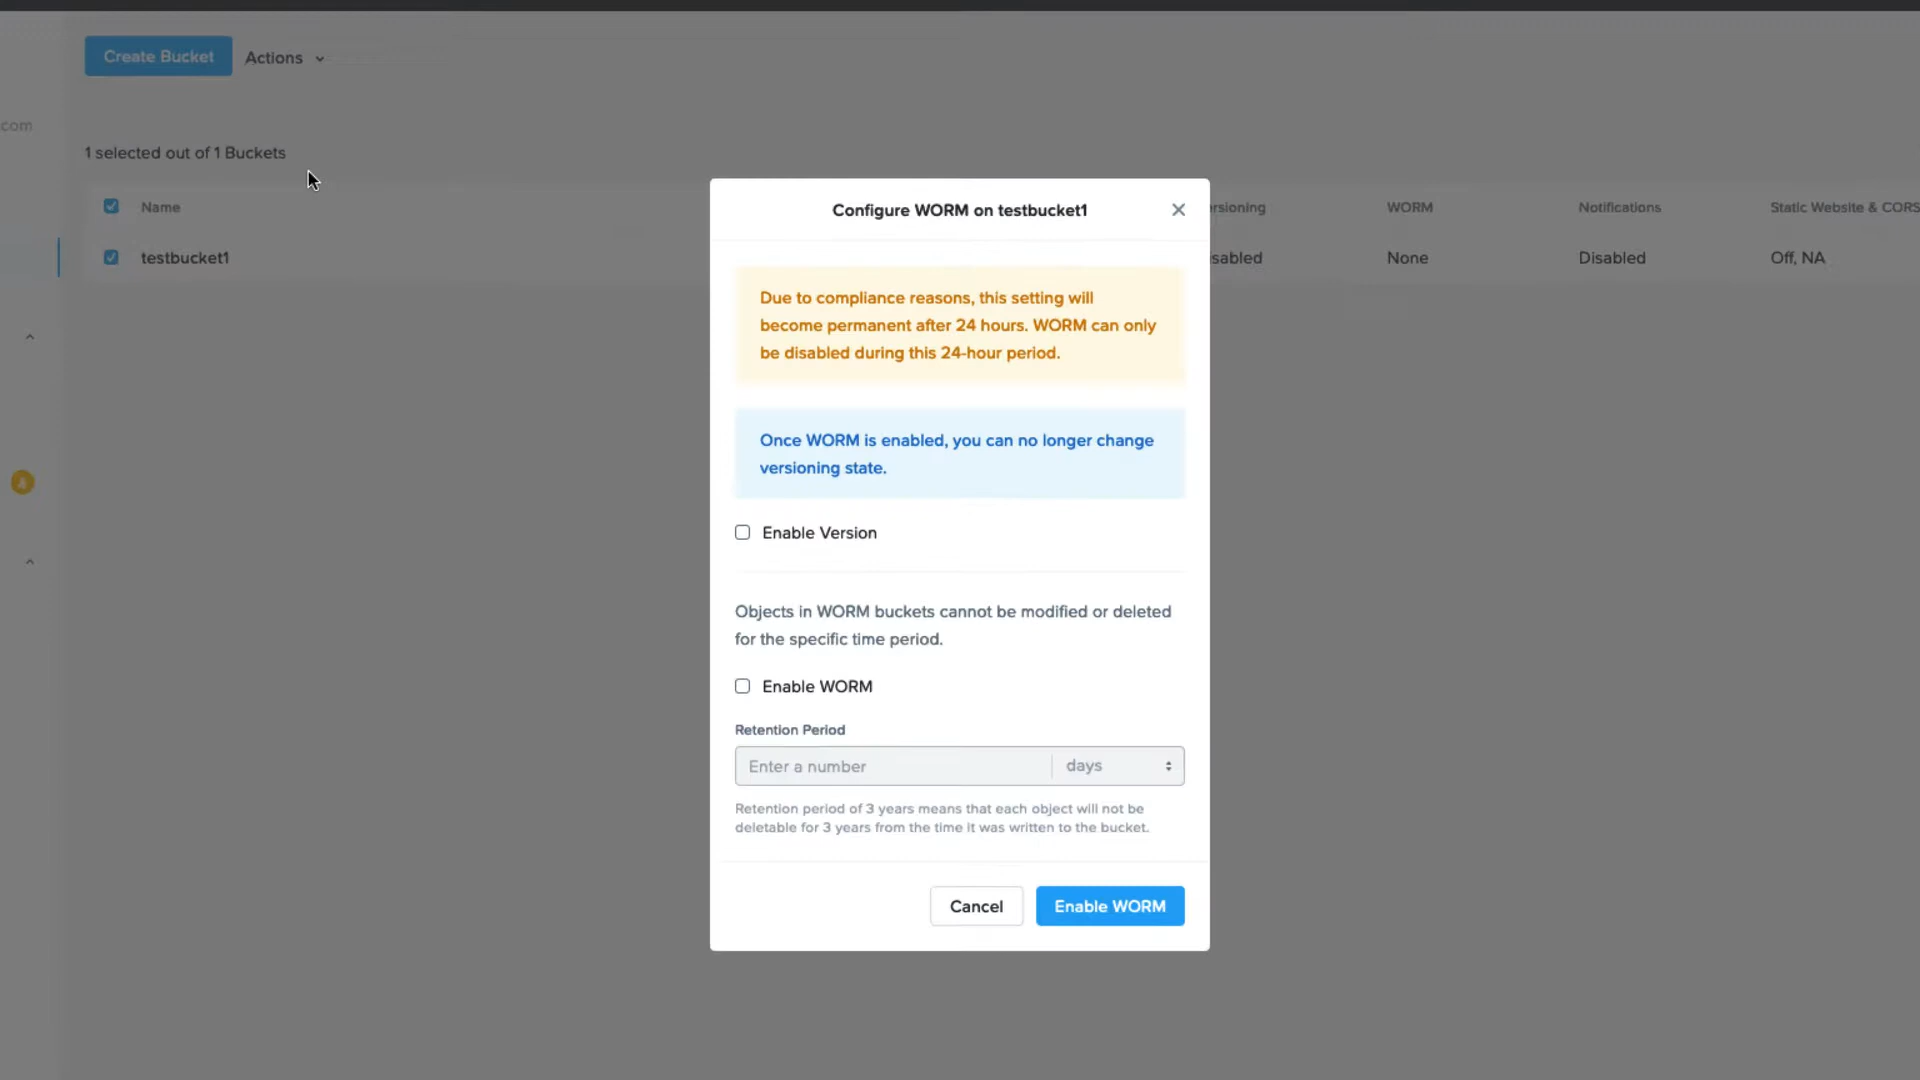 Create Bucket Actions
com
1 selected out of 1 Buckets
Name rsioning WORM Notifications Static Website & CORS
testbucket1 sabled None Disabled Off, NA
Configure WORM on testbucket1
Due to compliance reasons, this setting will
become permanent after 24 hours. WORM can only
be disabled during this 24-hour period.
Once WORM is enabled, you can no longer change
versioning state.
Enable Version
Objects in WORM buckets cannot be modified or deleted
for the specific time period.
Enable WORM
Retention Period
Enter a number days
Retention period of 3 years means that each object will not be
deletable for 3 years from the time it was written to the bucket.
Cancel Enable WORM